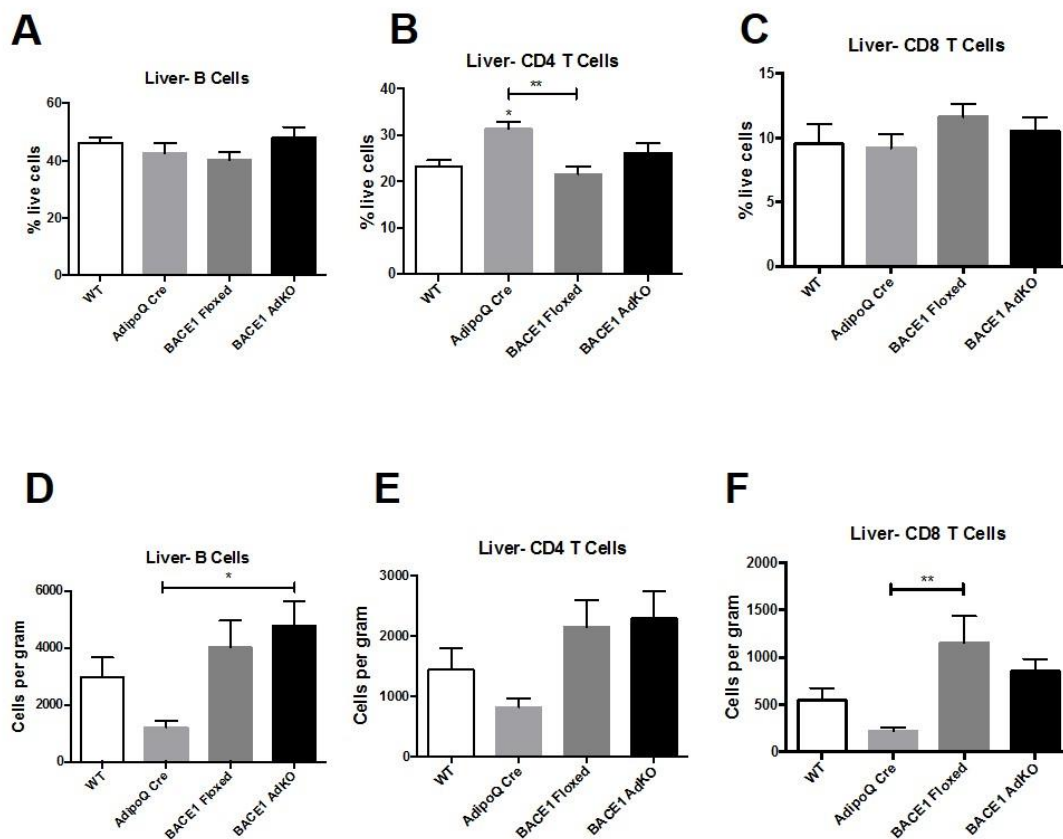 A
Liver- B Cells
% live cells
60
40
20
0
WT
AdipoQ Cre
BACE1 Floxed
BACE1 AdKO
B
Liver- CD4 T Cells
% live cells
40
30
20
10
0
**
*
WT
AdipoQ Cre
BACE1 Floxed
BACE1 AdKO
C
Liver- CD8 T Cells
% live cells
15
10
5
0
WT
AdipoQ Cre
BACE1 Floxed
BACE1 AdKO
D
Liver- B Cells
Cells per gram
6000
4000
2000
0
*
WT
AdipoQ Cre
BACE1 Floxed
BACE1 AdKO
E
Liver- CD4 T Cells
Cells per gram
3000
2000
1000
0
WT
AdipoQ Cre
BACE1 Floxed
BACE1 AdKO
F
Liver- CD8 T Cells
Cells per gram
2000
1500
1000
500
0
**
WT
AdipoQ Cre
BACE1 Floxed
BACE1 AdKO